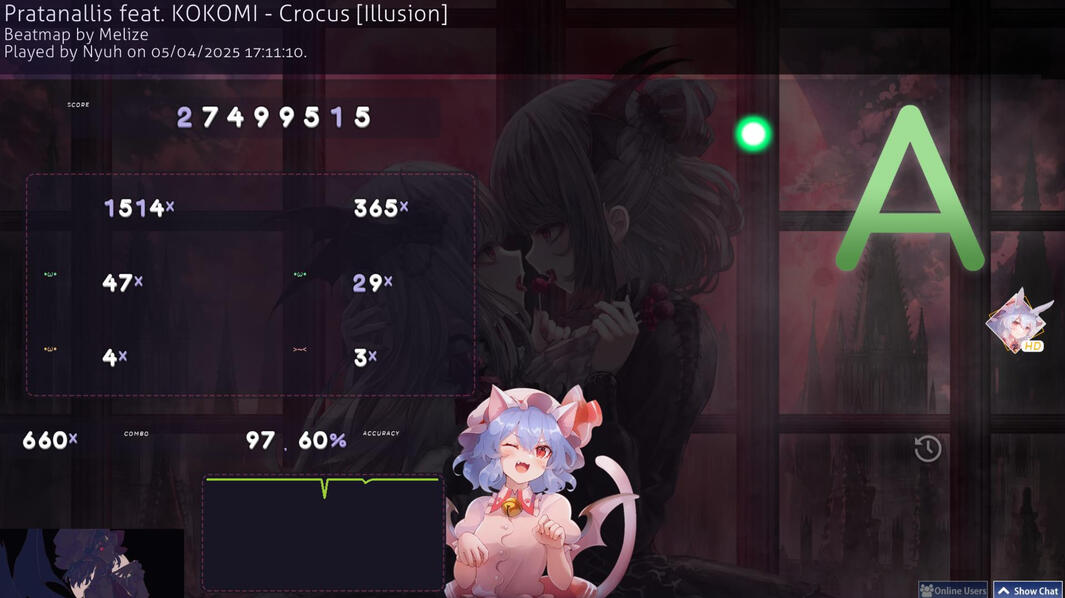 Pratanallis feat. KOKOMI - Crocus [Illusion]
Beatmap by Melize
Played by Nyuh on 05/04/2025 17:11:10.
SCORE
27499515
1514x 365x
•ω• 47x •ω• 29x
•ω• 4x >~< 3x
A
HD
660x COMBO 97.60% ACCURACY
Online Users Show Chat